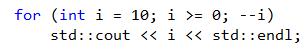 for (int i = 10; i >= 0; --i)
    std::cout << i << std::endl;